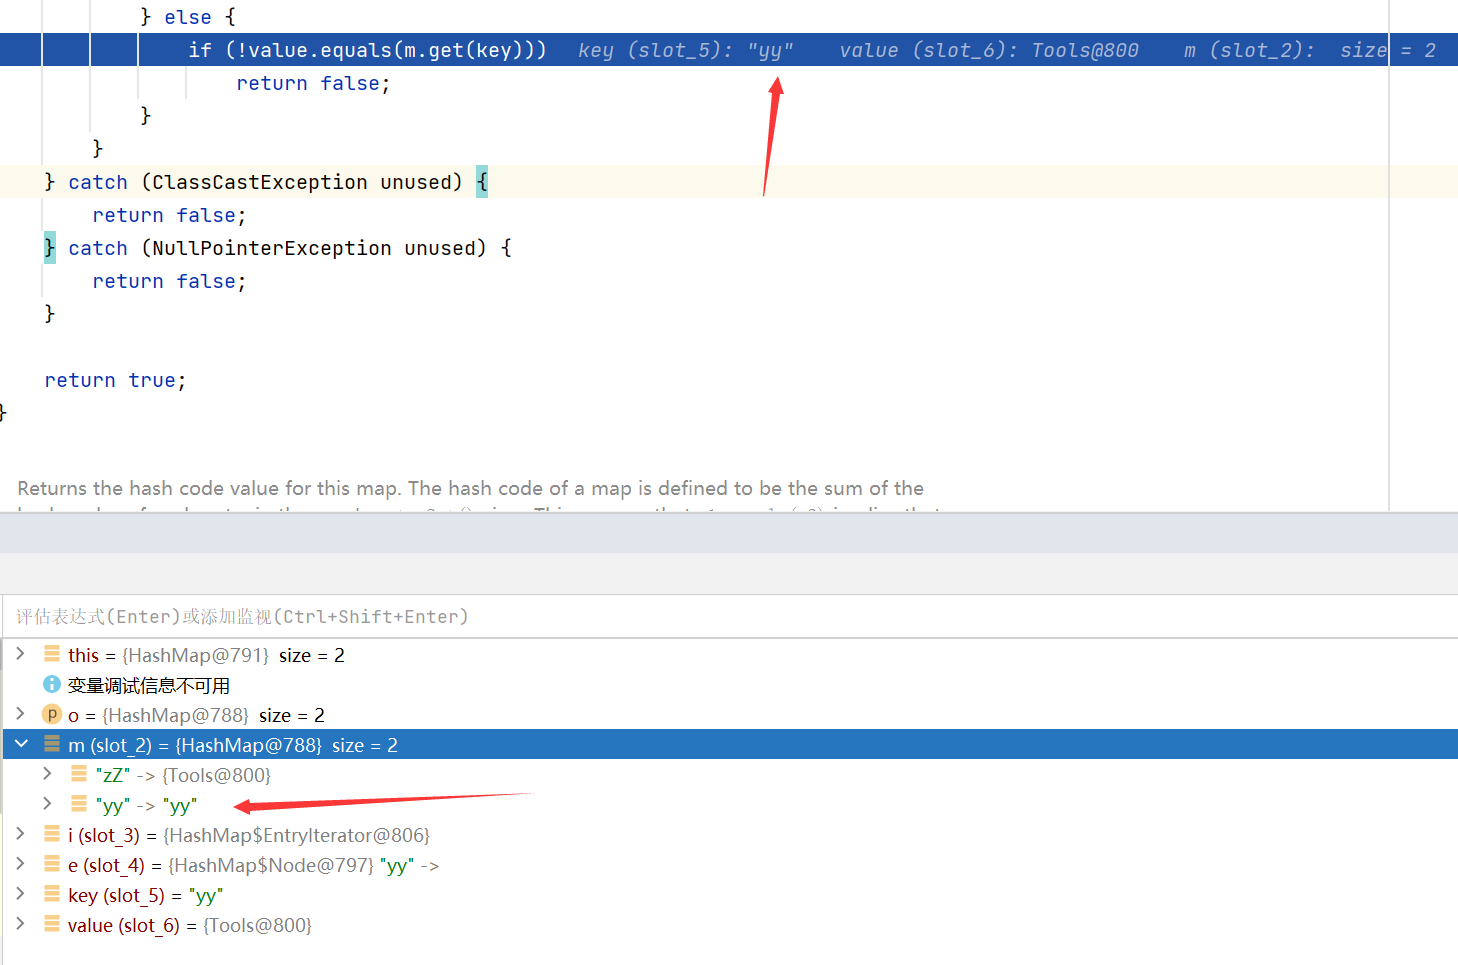 } else {
if (!value.equals(m.get(key))) key (slot_5): "yy" value (slot_6): Tools@800 m (slot_2): size = 2
return false;
}
}
} catch (ClassCastException unused) {
return false;
} catch (NullPointerException unused) {
return false;
}
return true;
}
Returns the hash code value for this map. The hash code of a map is defined to be the sum of the
评估表达式(Enter)或添加监视(Ctrl+Shift+Enter)
this = {HashMap@791} size = 2
变量调试信息不可用
o = {HashMap@788} size = 2
m (slot_2) = {HashMap@788} size = 2
"zZ" -> {Tools@800}
"yy" -> "yy"
i (slot_3) = {HashMap$EntryIterator@806}
e (slot_4) = {HashMap$Node@797} "yy" ->
key (slot_5) = "yy"
value (slot_6) = {Tools@800}